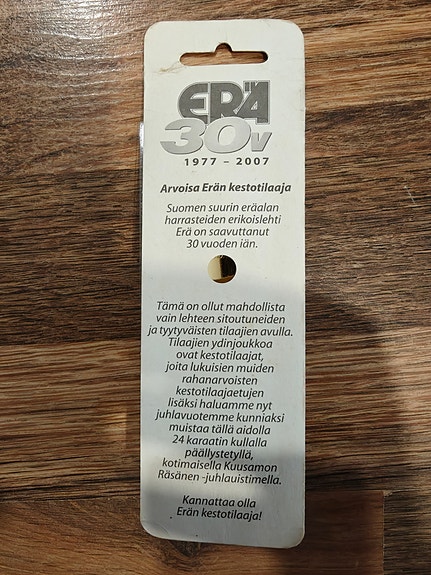 ERÄ
30v
1977 – 2007
Arvoisa Erän kestotilaaja
Suomen suurin eräalan
harrasteiden erikoislehti
Erä on saavuttanut
30 vuoden iän.
Tämä on ollut mahdollista
vain lehteen sitoutuneiden
ja tyytyväisten tilaajien avulla.
Tilaajien ydinjoukkoa
ovat kestotilaajat,
joita lukuisien muiden
rahanarvoisten
kestotilaajaetujen
lisäksi haluamme nyt
juhlavuotemme kunniaksi
muistaa tällä aidolla
24 karaatin kullalla
päällystetyllä,
kotimaisella Kuusamon
Räsänen -juhlauistimella.
Kannattaa olla
Erän kestotilaaja!